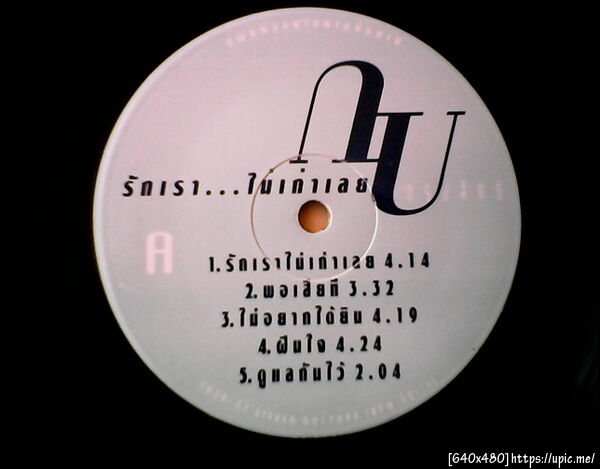 รักเรา...ไม่เก่าเลย
A
1.รักเราไม่เก่าเลย 4.14
2.พอเสียที 3.32
3.ไม่อยากได้ยิน 4.19
4.ฝืนใจ 4.24
5.ดูแลกันไว้ 2.04
[640x480]https://upic.me/